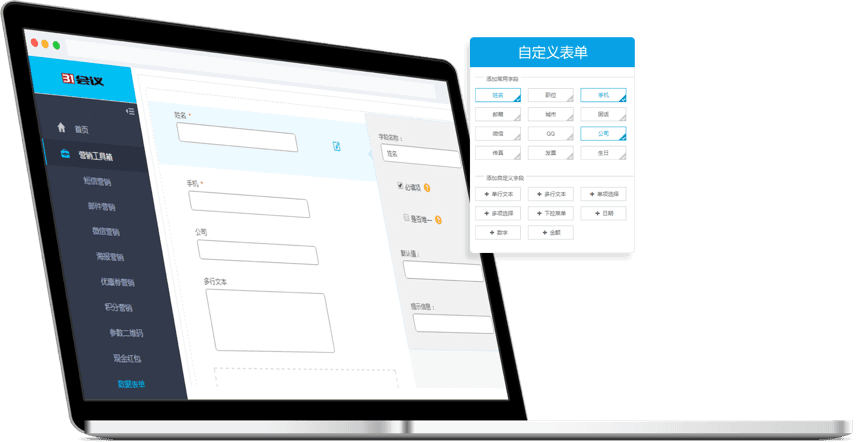 31会议
首页
营销工具箱
短信营销
邮件营销
微信营销
海报营销
优惠券营销
积分营销
参数二维码
现金红包
数据表单
姓名 *
手机 *
公司
多行文本
字段名称：
姓名
必填项 ?
是否唯一 ?
默认值：
提示信息：
自定义表单
添加常用字段
姓名 职位 手机
邮箱 城市 国家
微信 QQ 公司
传真 发票 生日
添加自定义字段
+ 单行文本 + 多行文本 + 单项选择
+ 多项选择 + 下拉菜单 + 日期
+ 数字 + 金额